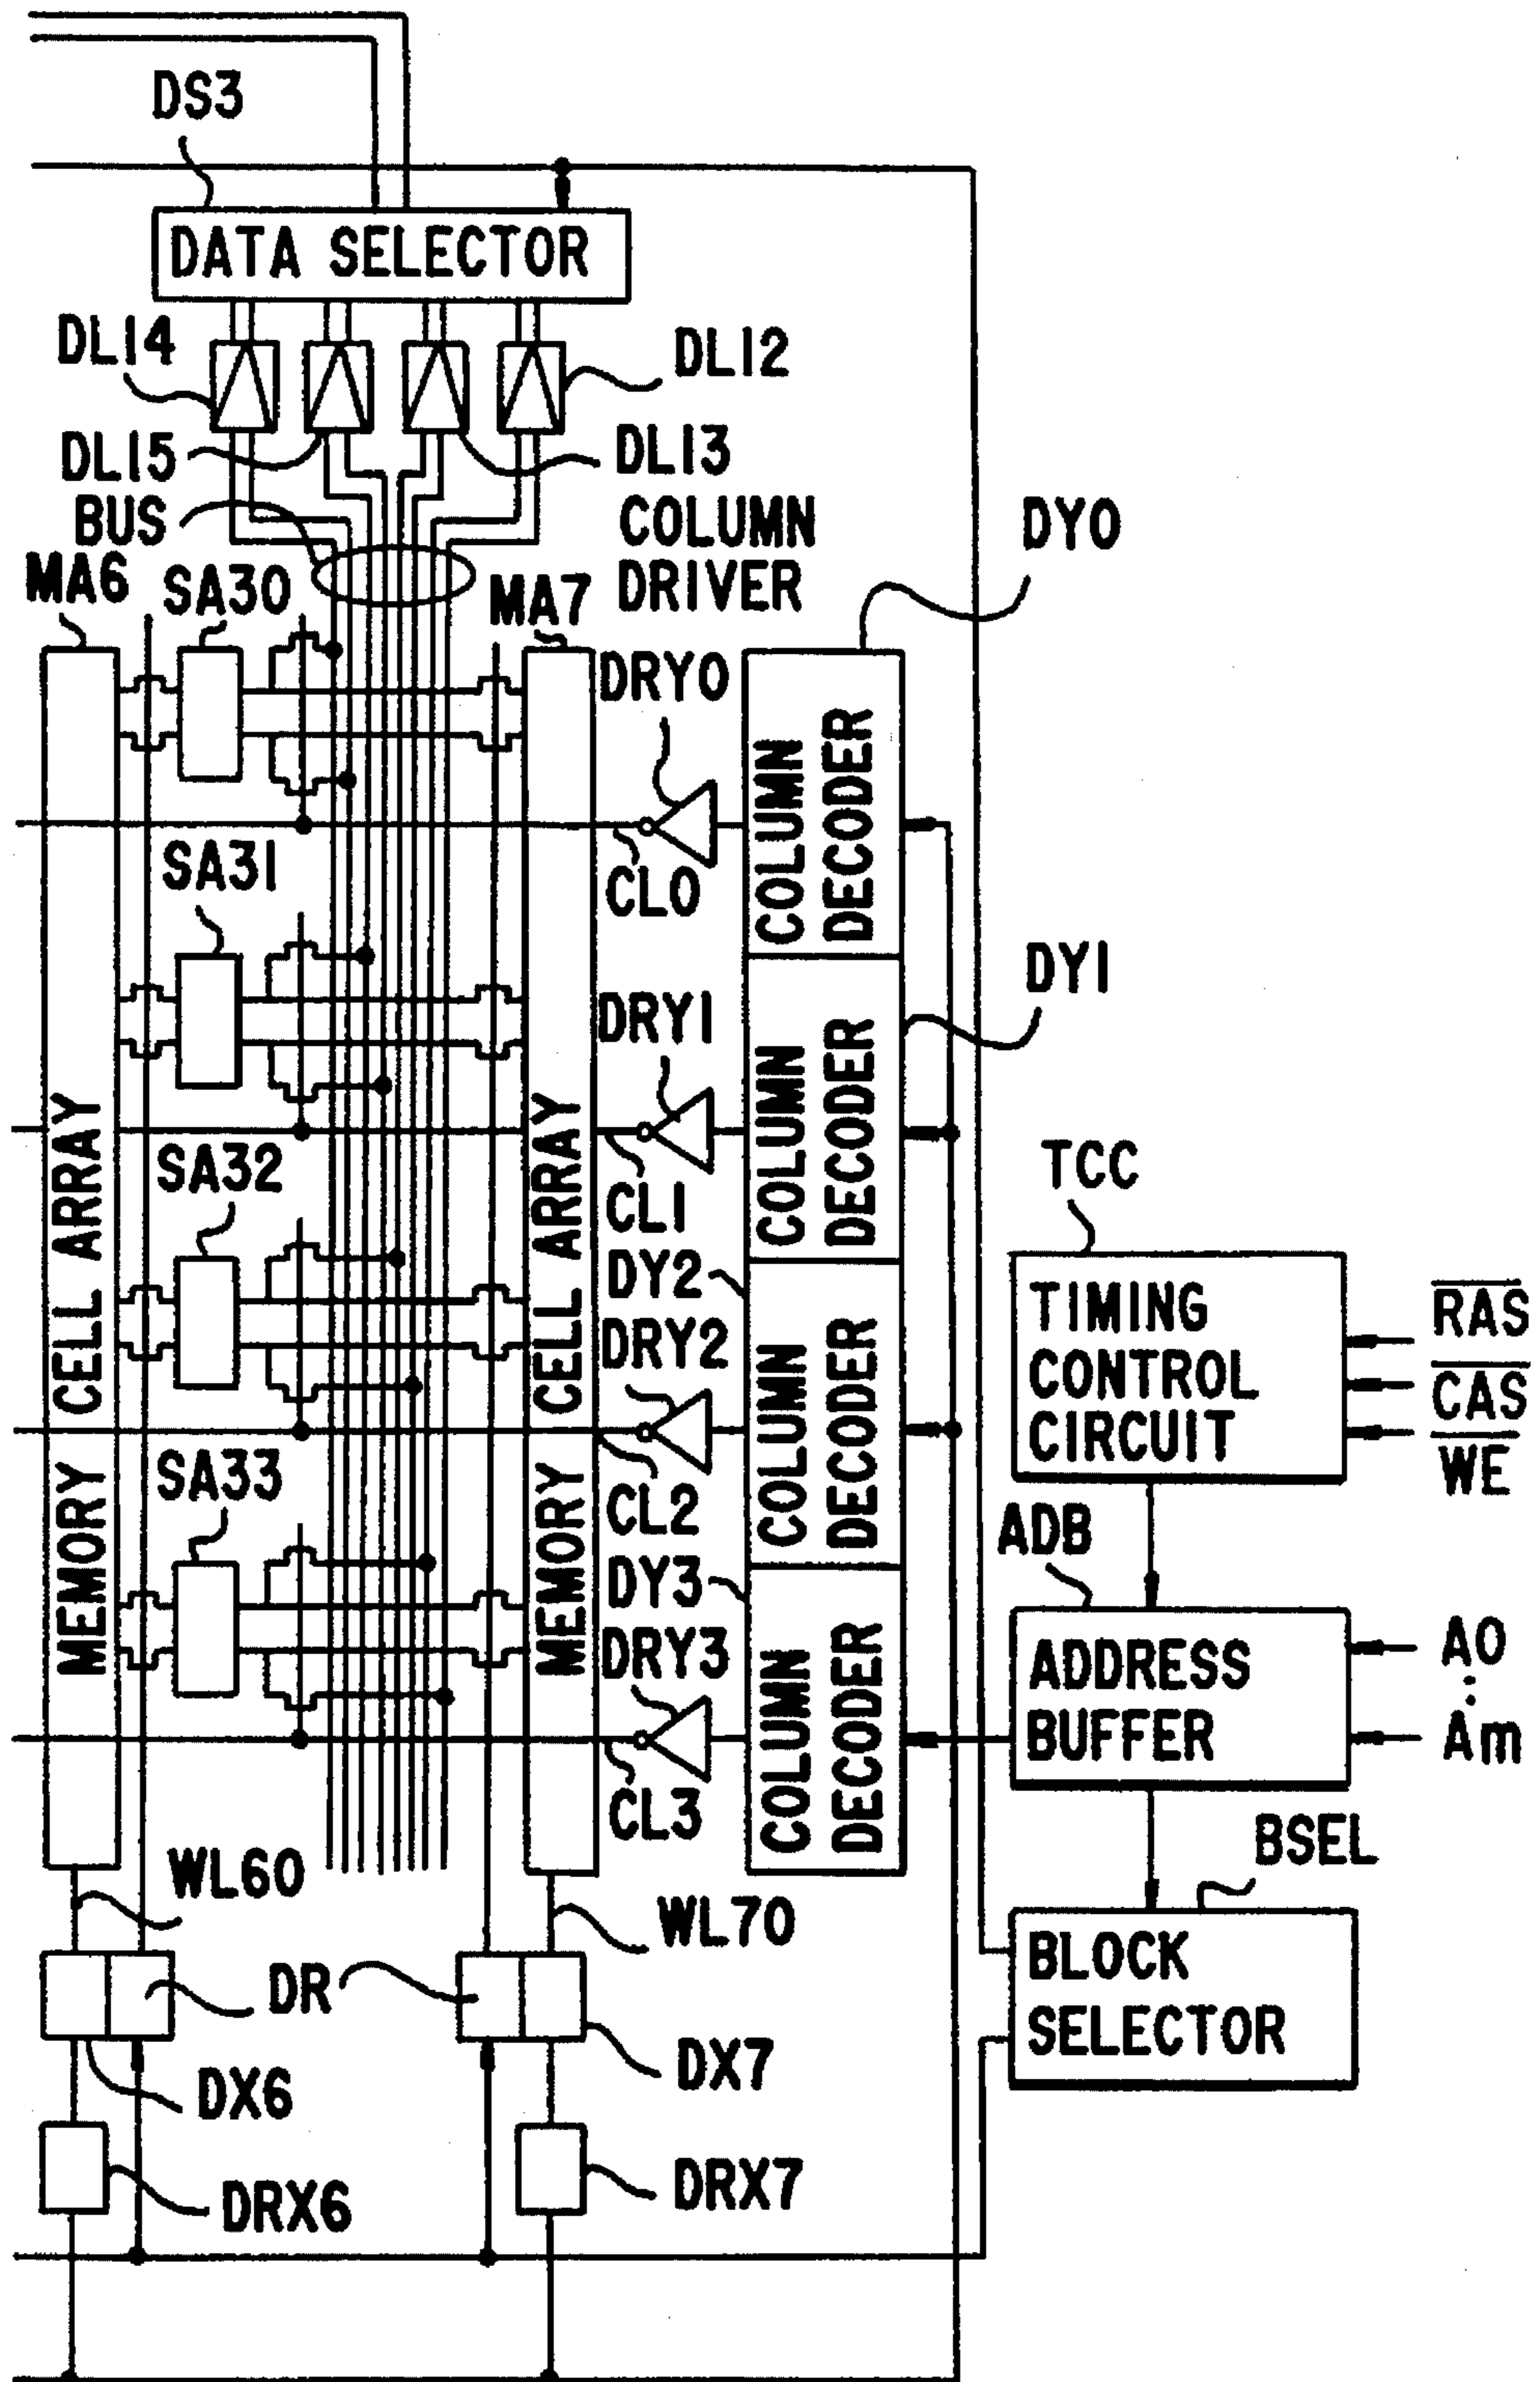 DS3
DATA SELECTOR
DL14
DL12
DL15
DL13
BUS
COLUMN
DRIVER
DY0
MA6
SA30
MA7
DRY0
COLUMN
DECODER
SA31
CL0
DY1
DRY1
COLUMN
DECODER
MEMORY CELL ARRAY
MEMORY CELL ARRAY
SA32
CL1
TCC
DY2
TIMING
CONTROL
CIRCUIT
RAS
CAS
WE
DRY2
COLUMN
DECODER
SA33
CL2
ADB
DY3
DRY3
COLUMN
DECODER
ADDRESS
BUFFER
A0
:
Am
CL3
BSEL
WL60
WL70
BLOCK
SELECTOR
DR
DX6
DX7
DRX6
DRX7